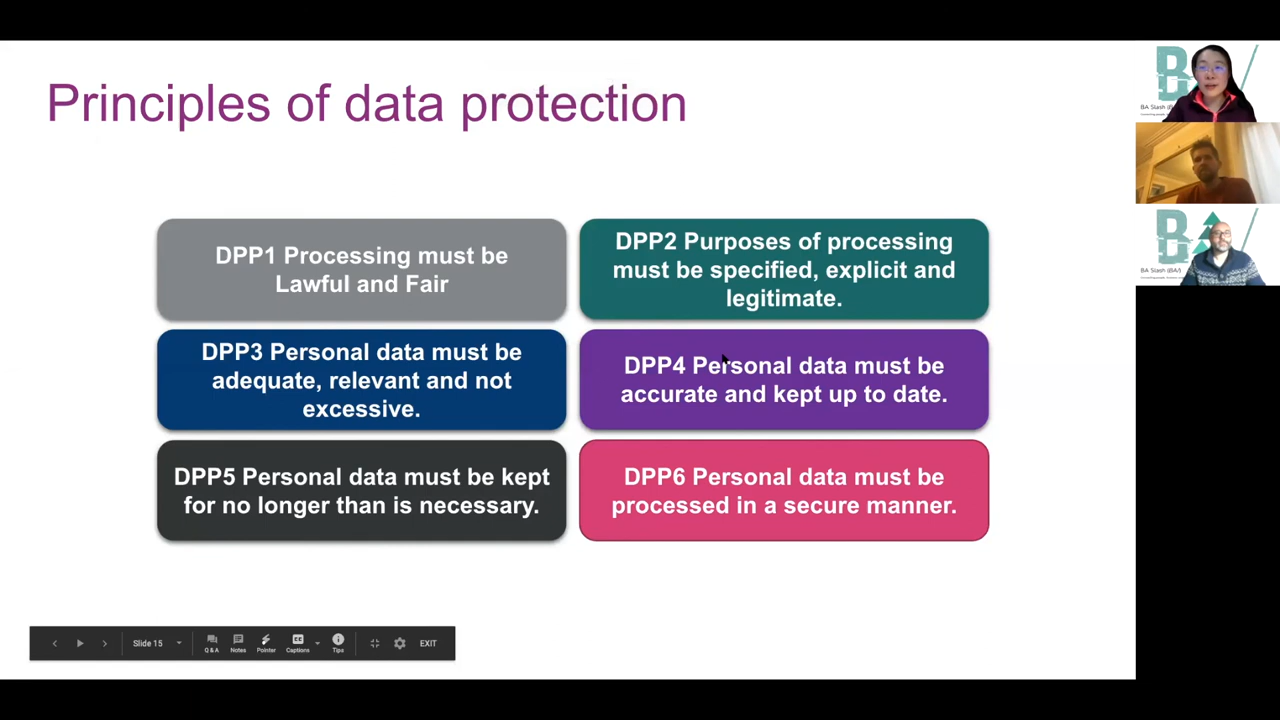 Principles of data protection
DPP1 Processing must be
Lawful and Fair
DPP2 Purposes of processing
must be specified, explicit and
legitimate.
DPP3 Personal data must be
adequate, relevant and not
excessive.
DPP4 Personal data must be
accurate and kept up to date.
DPP5 Personal data must be kept
for no longer than is necessary.
DPP6 Personal data must be
processed in a secure manner.
Slide 15
Q & A
Notes
Pointer
Captions
Tips
EXIT
BA Slash (BA/)